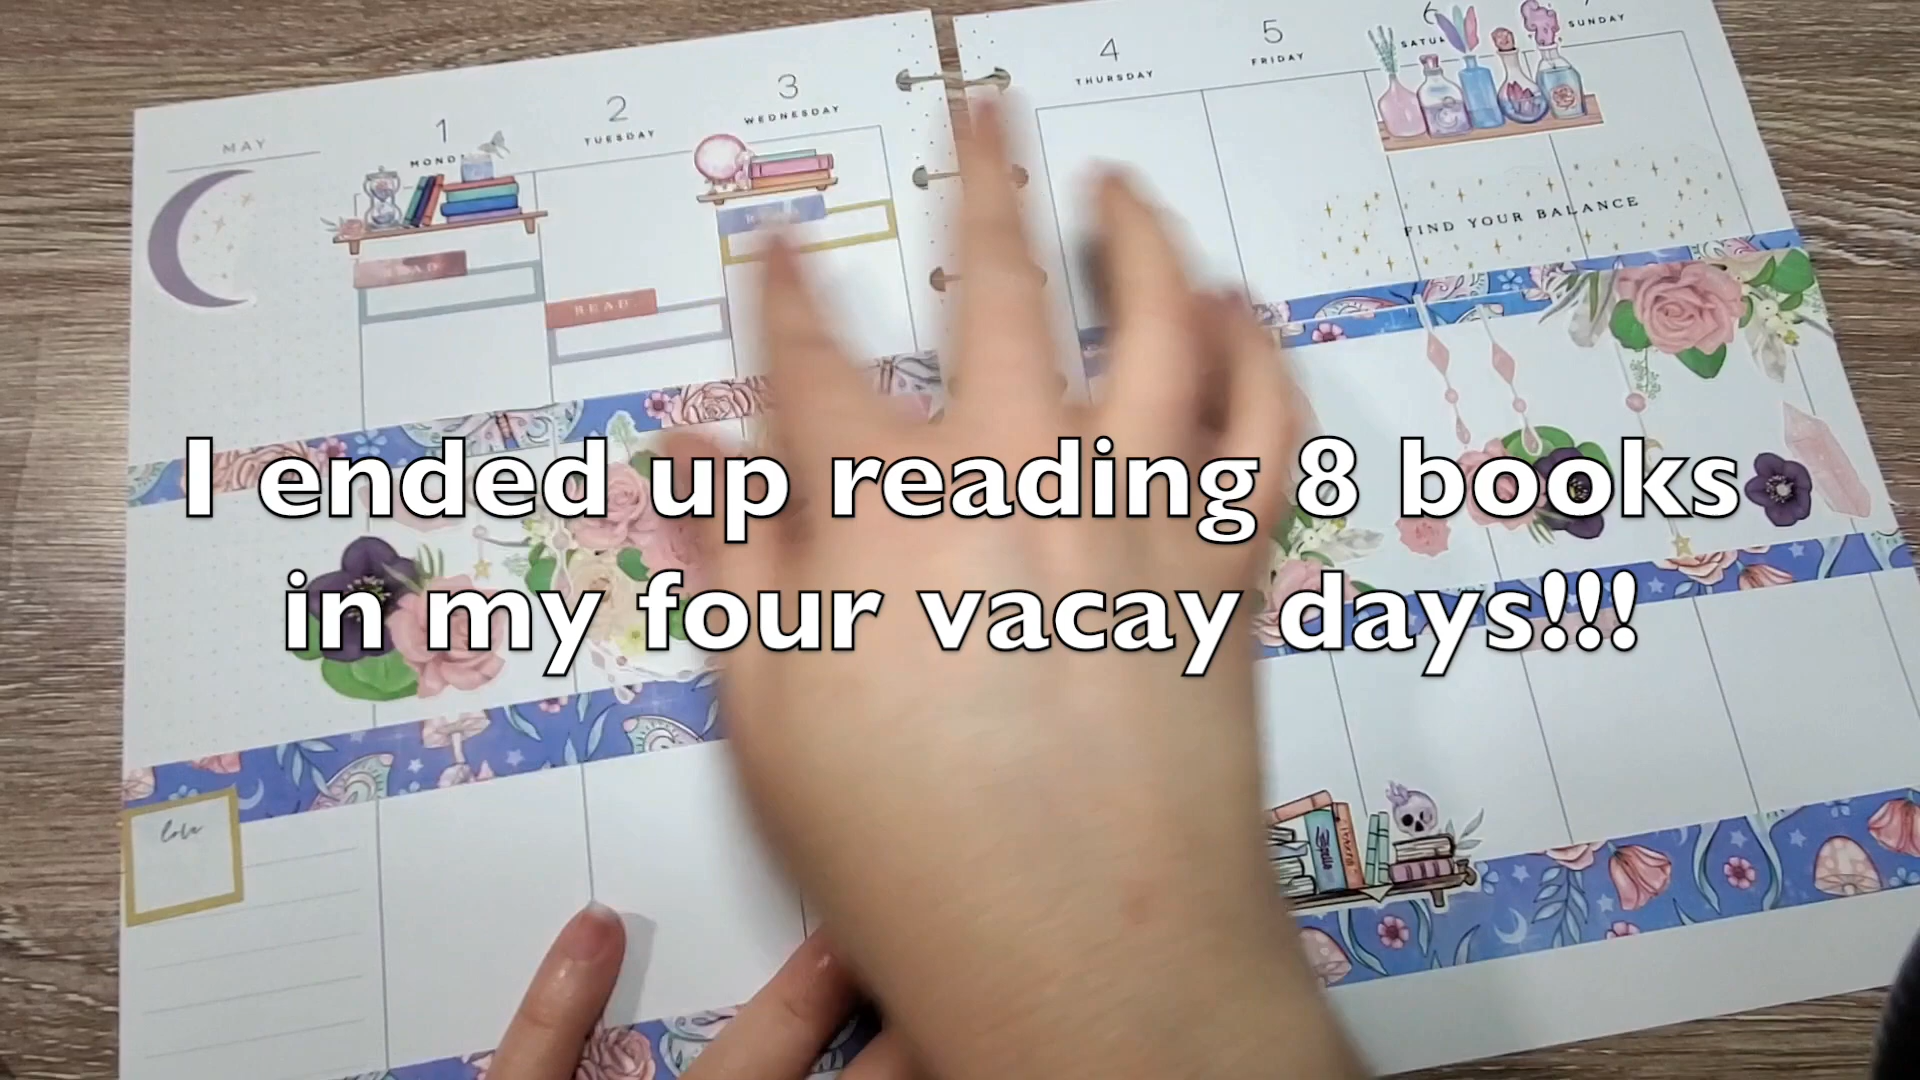 MAY
1
2
TUESDAY
3
WEDNESDAY
4
THURSDAY
5
FRIDAY
SUNDAY
READ
READ
FIND YOUR BALANCE
I ended up reading 8 books
in my four vacay days!!!
love